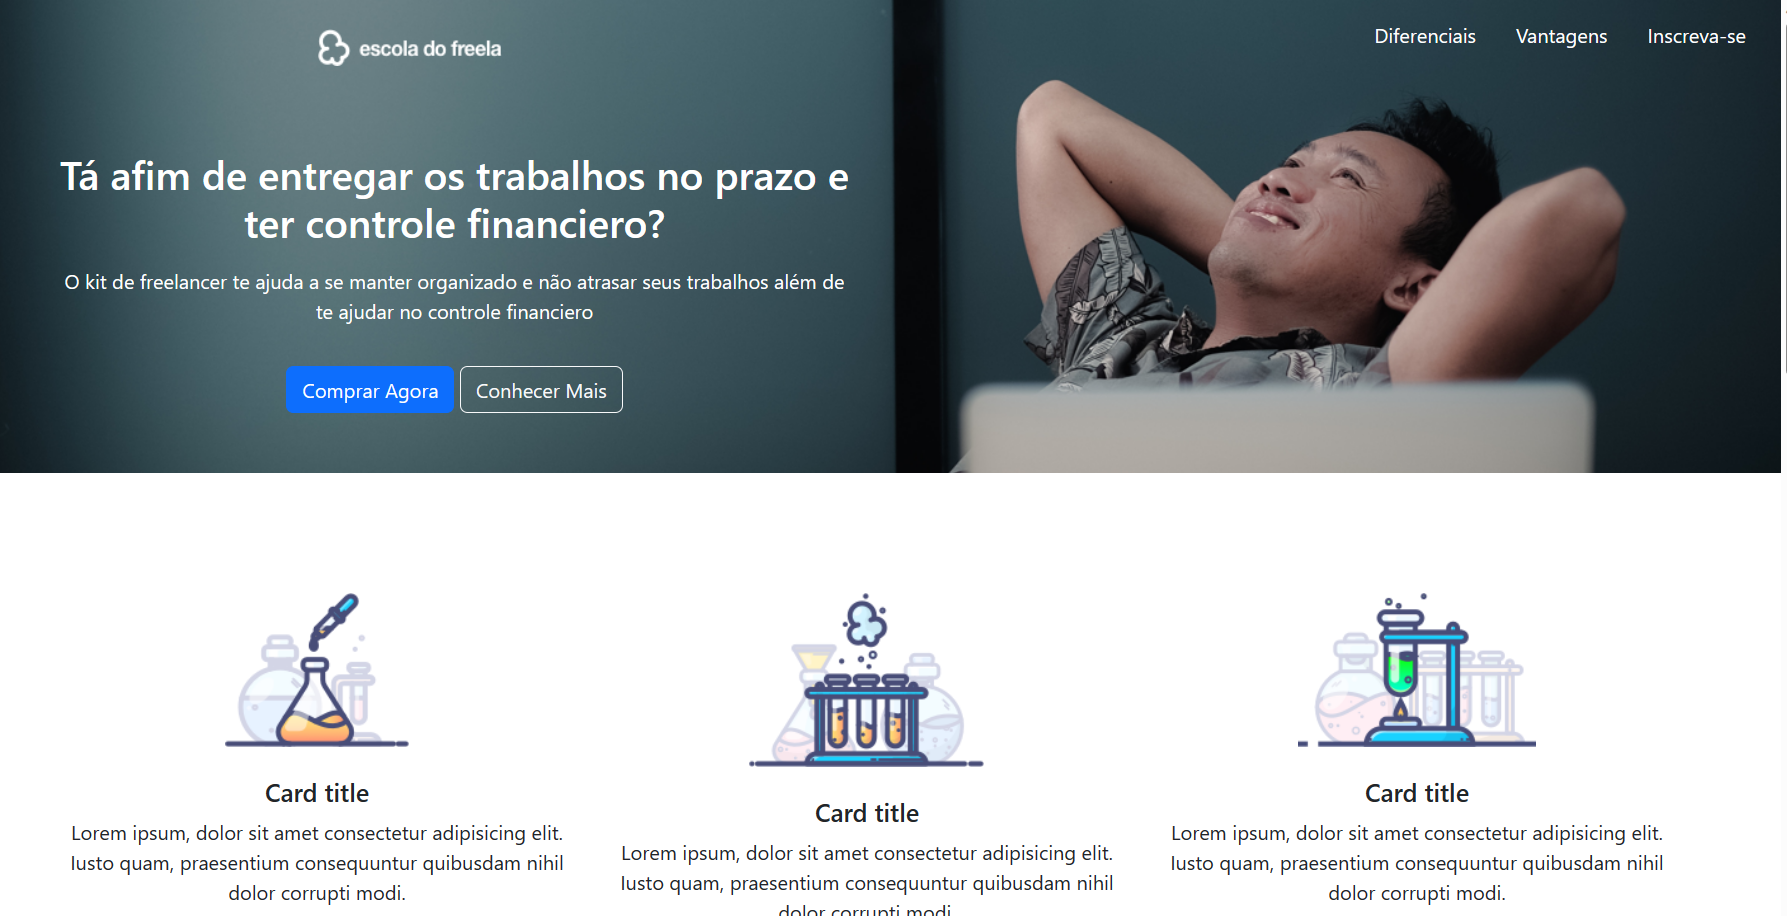 escola do freela
Diferenciais Vantagens Inscreva-se
Tá afim de entregar os trabalhos no prazo e
ter controle financiero?
O kit de freelancer te ajuda a se manter organizado e não atrasar seus trabalhos além de
te ajudar no controle financiero
Comprar Agora Conhecer Mais
Card title
Lorem ipsum, dolor sit amet consectetur adipisicing elit.
Iusto quam, praesentium consequuntur quibusdam nihil
dolor corrupti modi.
Card title
Lorem ipsum, dolor sit amet consectetur adipisicing elit.
Iusto quam, praesentium consequuntur quibusdam nihil
dolor corrupti modi.
Card title
Lorem ipsum, dolor sit amet consectetur adipisicing elit.
Iusto quam, praesentium consequuntur quibusdam nihil
dolor corrupti modi.